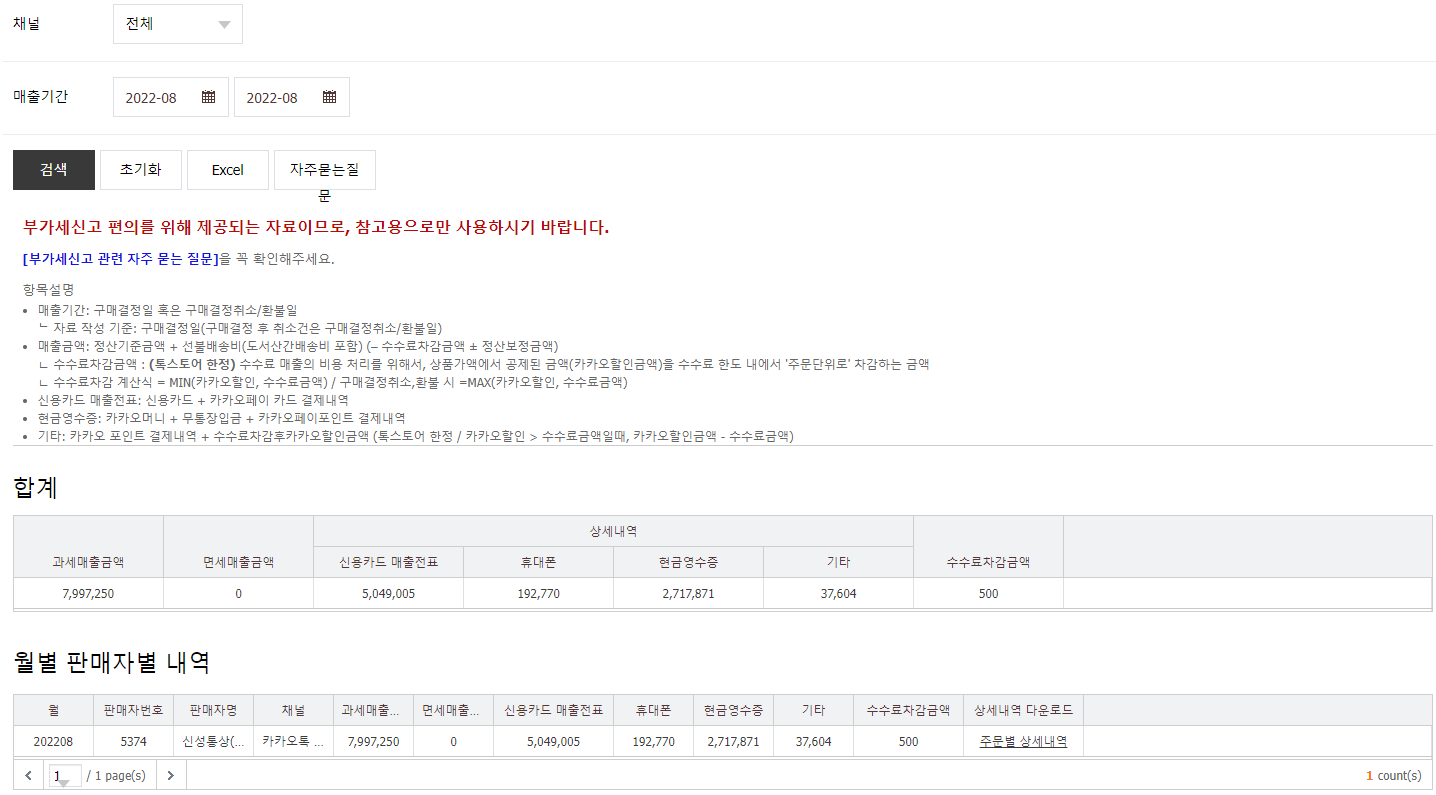 채널 전체
매출기간 2022-08 2022-08
검색 초기화 Excel 자주묻는질
문
부가세신고 편의를 위해 제공되는 자료이므로, 참고용으로만 사용하시기 바랍니다.
[부가세신고 관련 자주 묻는 질문]을 꼭 확인해주세요.
항목설명
• 매출기간: 구매결정일 혹은 구매결정취소/환불일
ㄴ 자료 작성 기준: 구매결정일(구매결정 후 취소건은 구매결정취소/환불일)
• 매출금액: 정산기준금액 + 선불배송비(도서산간배송비 포함) (– 수수료차감금액 ± 정산보정금액)
ㄴ 수수료차감금액 : (톡스토어 한정) 수수료 매출의 비용 처리를 위해서, 상품가액에서 공제된 금액(카카오할인금액)을 수수료 한도 내에서 '주문단위로' 차감하는 금액
ㄴ 수수료차감 계산식 = MIN(카카오할인, 수수료금액) / 구매결정취소,환불 시 =MAX(카카오할인, 수수료금액)
• 신용카드 매출전표: 신용카드 + 카카오페이 카드 결제내역
• 현금영수증: 카카오머니 + 무통장입금 + 카카오페이포인트 결제내역
• 기타: 카카오 포인트 결제내역 + 수수료차감후카카오할인금액 (톡스토어 한정 / 카카오할인 > 수수료금액일때, 카카오할인금액 - 수수료금액)
합계
상세내역
과세매출금액 면세매출금액 신용카드 매출전표 휴대폰 현금영수증 기타 수수료차감금액
7,997,250 0 5,049,005 192,770 2,717,871 37,604 500
월별 판매자별 내역
월 판매자번호 판매자명 채널 과세매출... 면세매출... 신용카드 매출전표 휴대폰 현금영수증 기타 수수료차감금액 상세내역 다운로드
202208 5374 신성통상(... 카카오톡 ... 7,997,250 0 5,049,005 192,770 2,717,871 37,604 500 주문별 상세내역
1 / 1 page(s) 1 count(s)